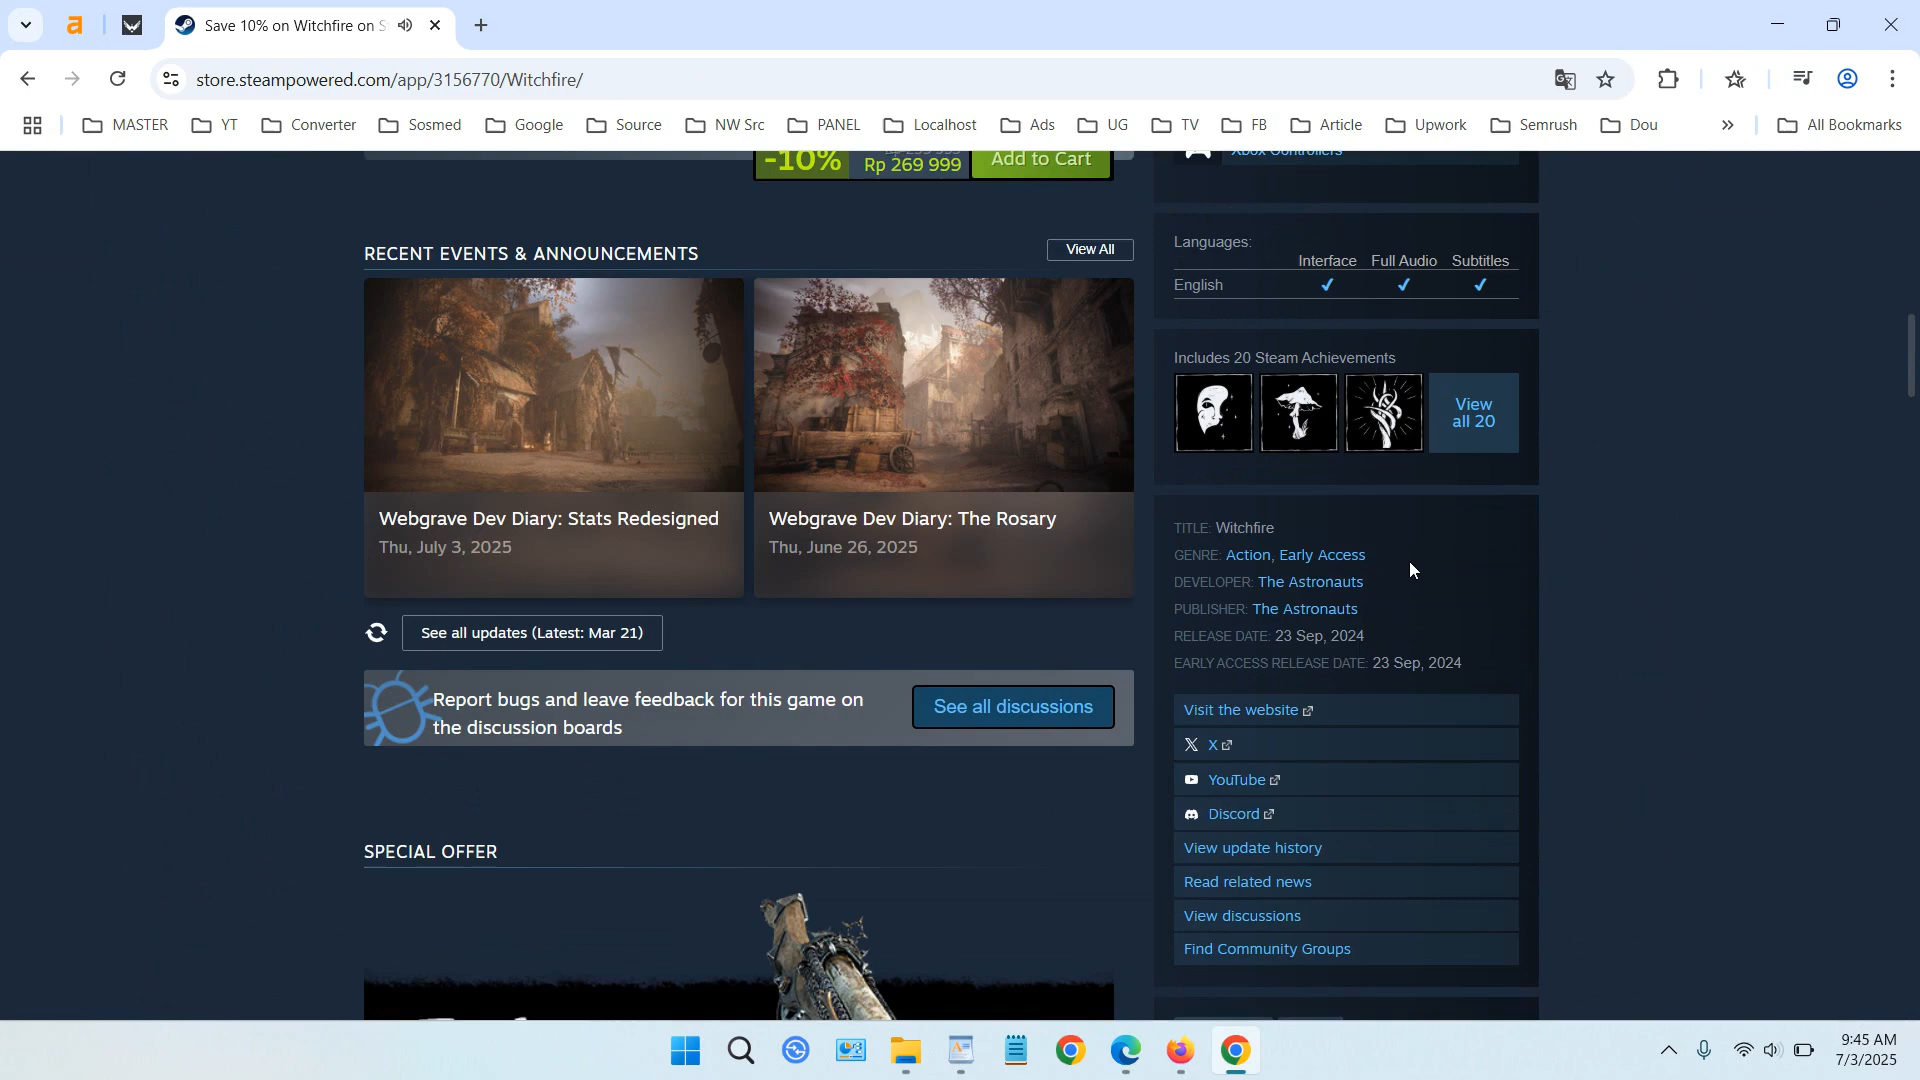 Save 10% on Witchfire on S
store.steampowered.com/app/3156770/Witchfire/
MASTER
YT
Converter
Sosmed
Google
Source
NW Src
PANEL
Localhost
Ads
UG
TV
FB
Article
Upwork
Semrush
Dou
All Bookmarks
-10%
Rp 269 999
Add to Cart
Xbox Controllers
RECENT EVENTS & ANNOUNCEMENTS
View All
Webgrave Dev Diary: Stats Redesigned
Thu, July 3, 2025
Webgrave Dev Diary: The Rosary
Thu, June 26, 2025
See all updates (Latest: Mar 21)
Report bugs and leave feedback for this game on
the discussion boards
See all discussions
SPECIAL OFFER
Languages:
Interface Full Audio Subtitles
English ✔ ✔ ✔
Includes 20 Steam Achievements
View
all 20
TITLE: Witchfire
GENRE: Action, Early Access
DEVELOPER: The Astronauts
PUBLISHER: The Astronauts
RELEASE DATE: 23 Sep, 2024
EARLY ACCESS RELEASE DATE: 23 Sep, 2024
Visit the website
X
YouTube
Discord
View update history
Read related news
View discussions
Find Community Groups
9:45 AM
7/3/2025